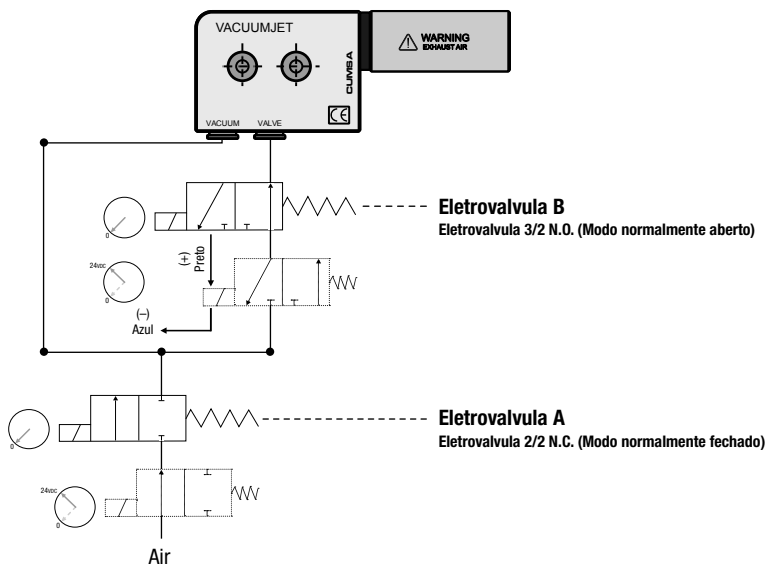 VACUUMJET
WARNING
EXHAUST AIR
CUMSA
CE
VACUUM VALVE
0
Eletrovalvula B
Eletrovalvula 3/2 N.O. (Modo normalmente aberto)
(+)
Preto
24VDC
0
(–)
Azul
0
Eletrovalvula A
Eletrovalvula 2/2 N.C. (Modo normalmente fechado)
24VDC
0
Air